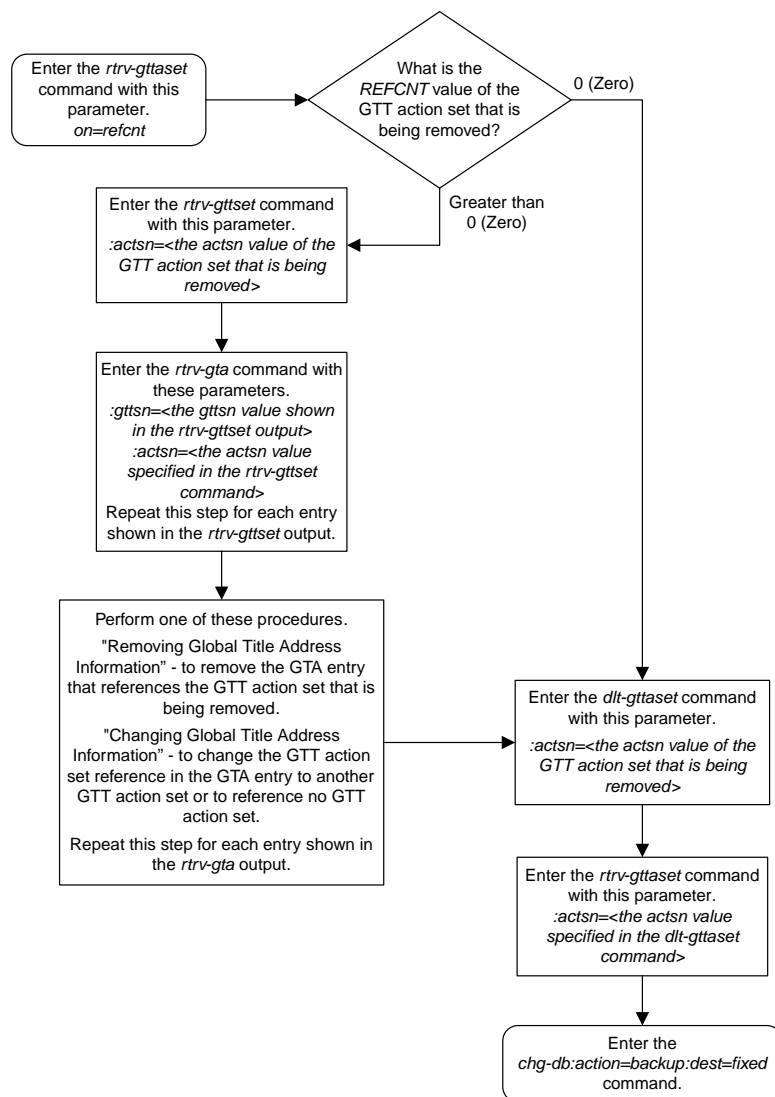 Enter the rtrv-gttaset
command with this
parameter.
on=refcnt
What is the
REFCNT value of the
GTT action set that is
being removed?
0 (Zero)
Greater than
0 (Zero)
Enter the rtrv-gttset command
with this parameter.
:actsn=<the actsn value of the
GTT action set that is being
removed>
Enter the rtrv-gta command with
these parameters.
:gttsn=<the gttsn value shown
in the rtrv-gttset output>
:actsn=<the actsn value
specified in the rtrv-gttset
command>
Repeat this step for each entry
shown in the rtrv-gttset output.
Perform one of these procedures.
"Removing Global Title Address
Information” - to remove the GTA entry
that references the GTT action set that is
being removed.
"Changing Global Title Address
Information” - to change the GTT action
set reference in the GTA entry to another
GTT action set or to reference no GTT
action set.
Repeat this step for each entry shown in
the rtrv-gta output.
Enter the dlt-gttaset command
with this parameter.
:actsn=<the actsn value of the
GTT action set that is being
removed>
Enter the rtrv-gttaset command
with this parameter.
:actsn=<the actsn value
specified in the dlt-gttaset
command>
Enter the
chg-db:action=backup:dest=fixed
command.